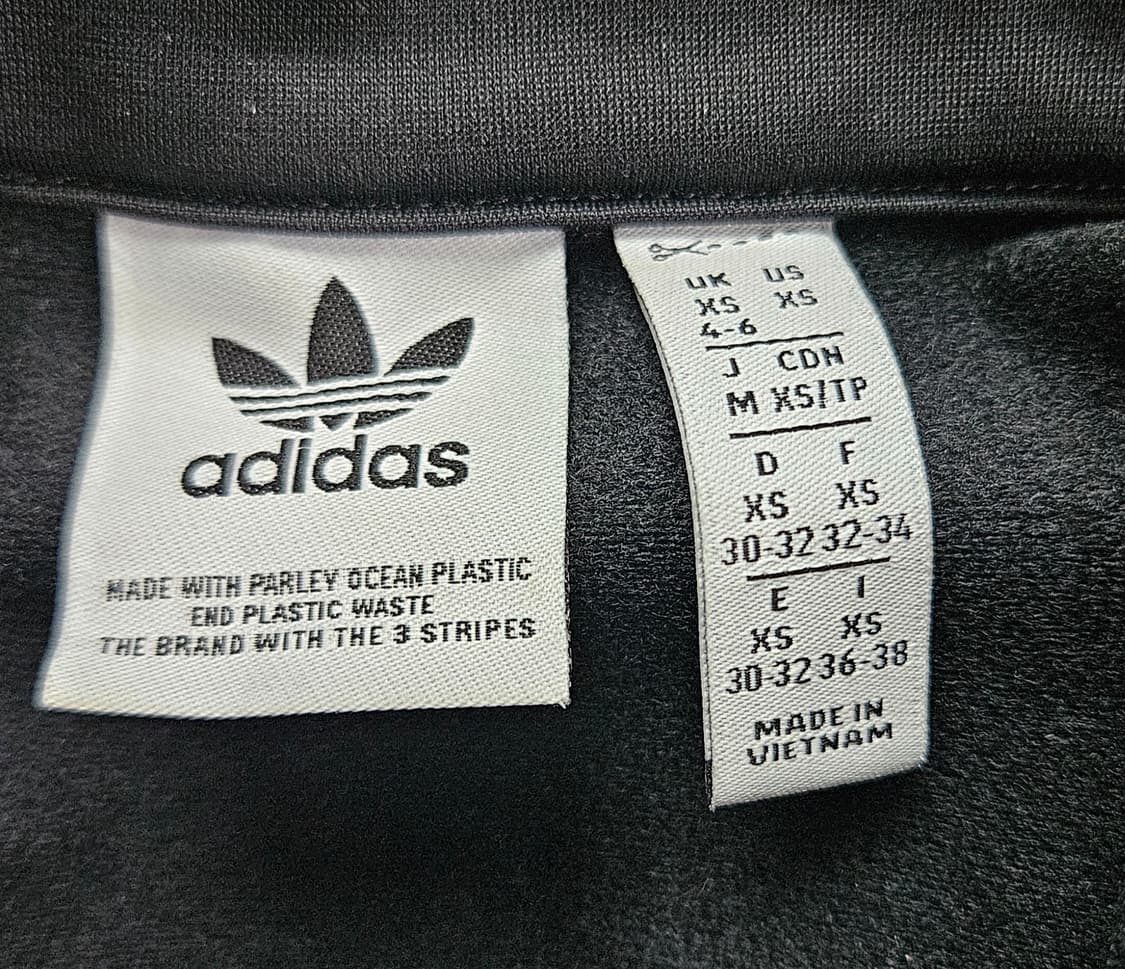 adidas
MADE WITH PARLEY OCEAN PLASTIC
END PLASTIC WASTE
THE BRAND WITH THE 3 STRIPES
UK US
XS XS
4-6
J CDN
M XS/TP
D F
XS XS
30-32 32-34
E I
XS XS
30-32 36-38
MADE IN
VIETNAM